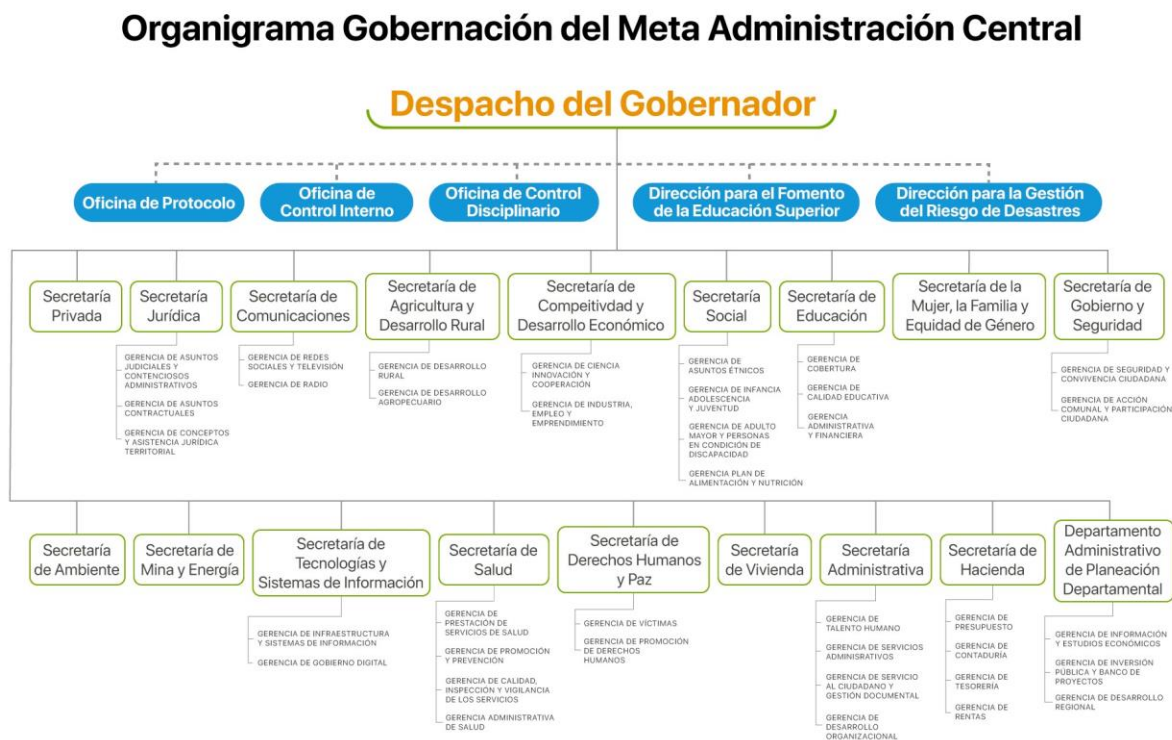 Organigrama Gobernación del Meta Administración Central
Despacho del Gobernador
Oficina de Protocolo
Oficina de
Control Interno
Oficina de Control
Disciplinario
Dirección para el Fomento
de la Educación Superior
Dirección para la Gestión
del Riesgo de Desastres
Secretaría
Privada
Secretaría
Jurídica
GERENCIA DE ASUNTOS
JUDICIALES Y
CONTENCIOSOS
ADMINISTRATIVOS
GERENCIA DE ASUNTOS
CONTRACTUALES
GERENCIA DE CONCEPTOS
Y ASISTENCIA JURÍDICA
TERRITORIAL
Secretaría de
Comunicaciones
GERENCIA DE REDES
SOCIALES Y TELEVISIÓN
GERENCIA DE RADIO
Secretaría de
Agricultura y
Desarrollo Rural
GERENCIA DE DESARROLLO
RURAL
GERENCIA DE DESARROLLO
AGROPECUARIO
Secretaría de
Compeitivdad y
Desarrollo Económico
GERENCIA DE CIENCIA
INNOVACIÓN Y
COOPERACIÓN
GERENCIA DE INDUSTRIA,
EMPLEO Y
EMPRENDIMIENTO
Secretaría
Social
GERENCIA DE
ASUNTOS ÉTNICOS
GERENCIA DE INFANCIA
ADOLESCENCIA
Y JUVENTUD
GERENCIA DE ADULTO
MAYOR Y PERSONAS
EN CONDICIÓN DE
DISCAPACIDAD
GERENCIA PLAN DE
ALIMENTACIÓN Y NUTRICIÓN
Secretaría de
Educación
GERENCIA DE
COBERTURA
GERENCIA DE
CALIDAD EDUCATIVA
GERENCIA
ADMINISTRATIVA
Y FINANCIERA
Secretaría de la
Mujer, la Familia y
Equidad de Género
Secretaría de
Gobierno y
Seguridad
GERENCIA DE SEGURIDAD Y
CONVIVENCIA CIUDADANA
GERENCIA DE ACCIÓN
COMUNAL Y PARTICIPACIÓN
CIUDADANA
Secretaría
de Ambiente
Secretaría de
Mina y Energía
Secretaría de
Tecnologías y
Sistemas de Información
GERENCIA DE INFRAESTRUCTURA
Y SISTEMAS DE INFORMACIÓN
GERENCIA DE GOBIERNO DIGITAL
Secretaría de
Salud
GERENCIA DE
PRESTACIÓN DE
SERVICIOS DE SALUD
GERENCIA DE PROMOCIÓN
Y PREVENCIÓN
GERENCIA DE CALIDAD,
INSPECCIÓN Y VIGILANCIA
DE LOS SERVICIOS
GERENCIA ADMINISTRATIVA
DE SALUD
Secretaría de
Derechos Humanos
y Paz
GERENCIA DE VÍCTIMAS
GERENCIA DE PROMOCIÓN
DE DERECHOS
HUMANOS
Secretaría
de Vivienda
Secretaría
Administrativa
GERENCIA DE
TALENTO HUMANO
GERENCIA DE SERVICIOS
ADMINISRATIVOS
GERENCIA DE SERVICIO
AL CIUDADANO Y
GESTIÓN DOCUMENTAL
GERENCIA DE
DESARROLLO
ORGANIZACIONAL
Secretaría
de Hacienda
GERENCIA DE
PRESUPUESTO
GERENCIA DE
CONTADURÍA
GERENCIA DE
TESORERÍA
GERENCIA DE
RENTAS
Departamento
Administrativo
de Planeación
Departamental
GERENCIA DE INFORMACIÓN
Y ESTUDIOS ECONÓMICOS
GERENCIA DE INVERSIÓN
PÚBLICA Y BANCO DE
PROYECTOS
GERENCIA DE DESARROLLO
REGIONAL